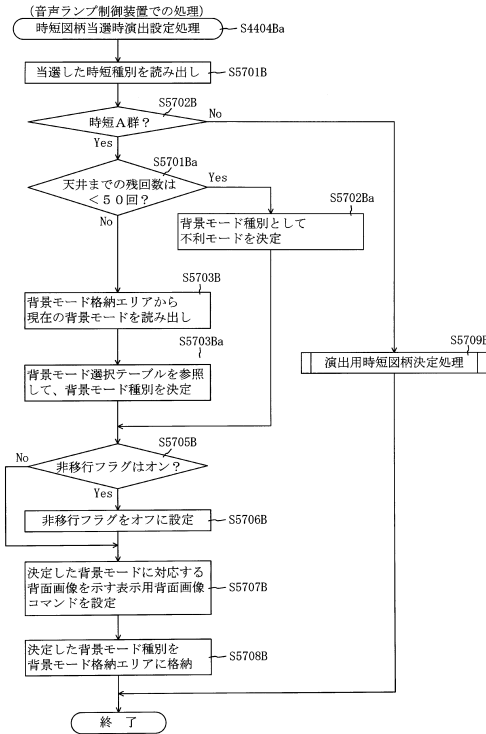 （音声ランプ制御装置での処理）
時短図柄当選時演出設定処理
S4404Ba
当選した時短種別を読み出し
S5701B
S5702B
時短Ａ群？
No
Yes
S5701Ba
天井までの残回数は
＜５０回？
Yes
No
S5702Ba
背景モード種別として
不利モードを決定
S5703B
背景モード格納エリアから
現在の背景モードを読み出し
S5703Ba
背景モード選択テーブルを参照
して、背景モード種別を決定
S5709B
演出用時短図柄決定処理
S5705B
非移行フラグはオン？
No
Yes
非移行フラグをオフに設定
S5706B
決定した背景モードに対応する
背面画像を示す表示用背面画像
コマンドを設定
S5707B
決定した背景モード種別を
背景モード格納エリアに格納
S5708B
終　了